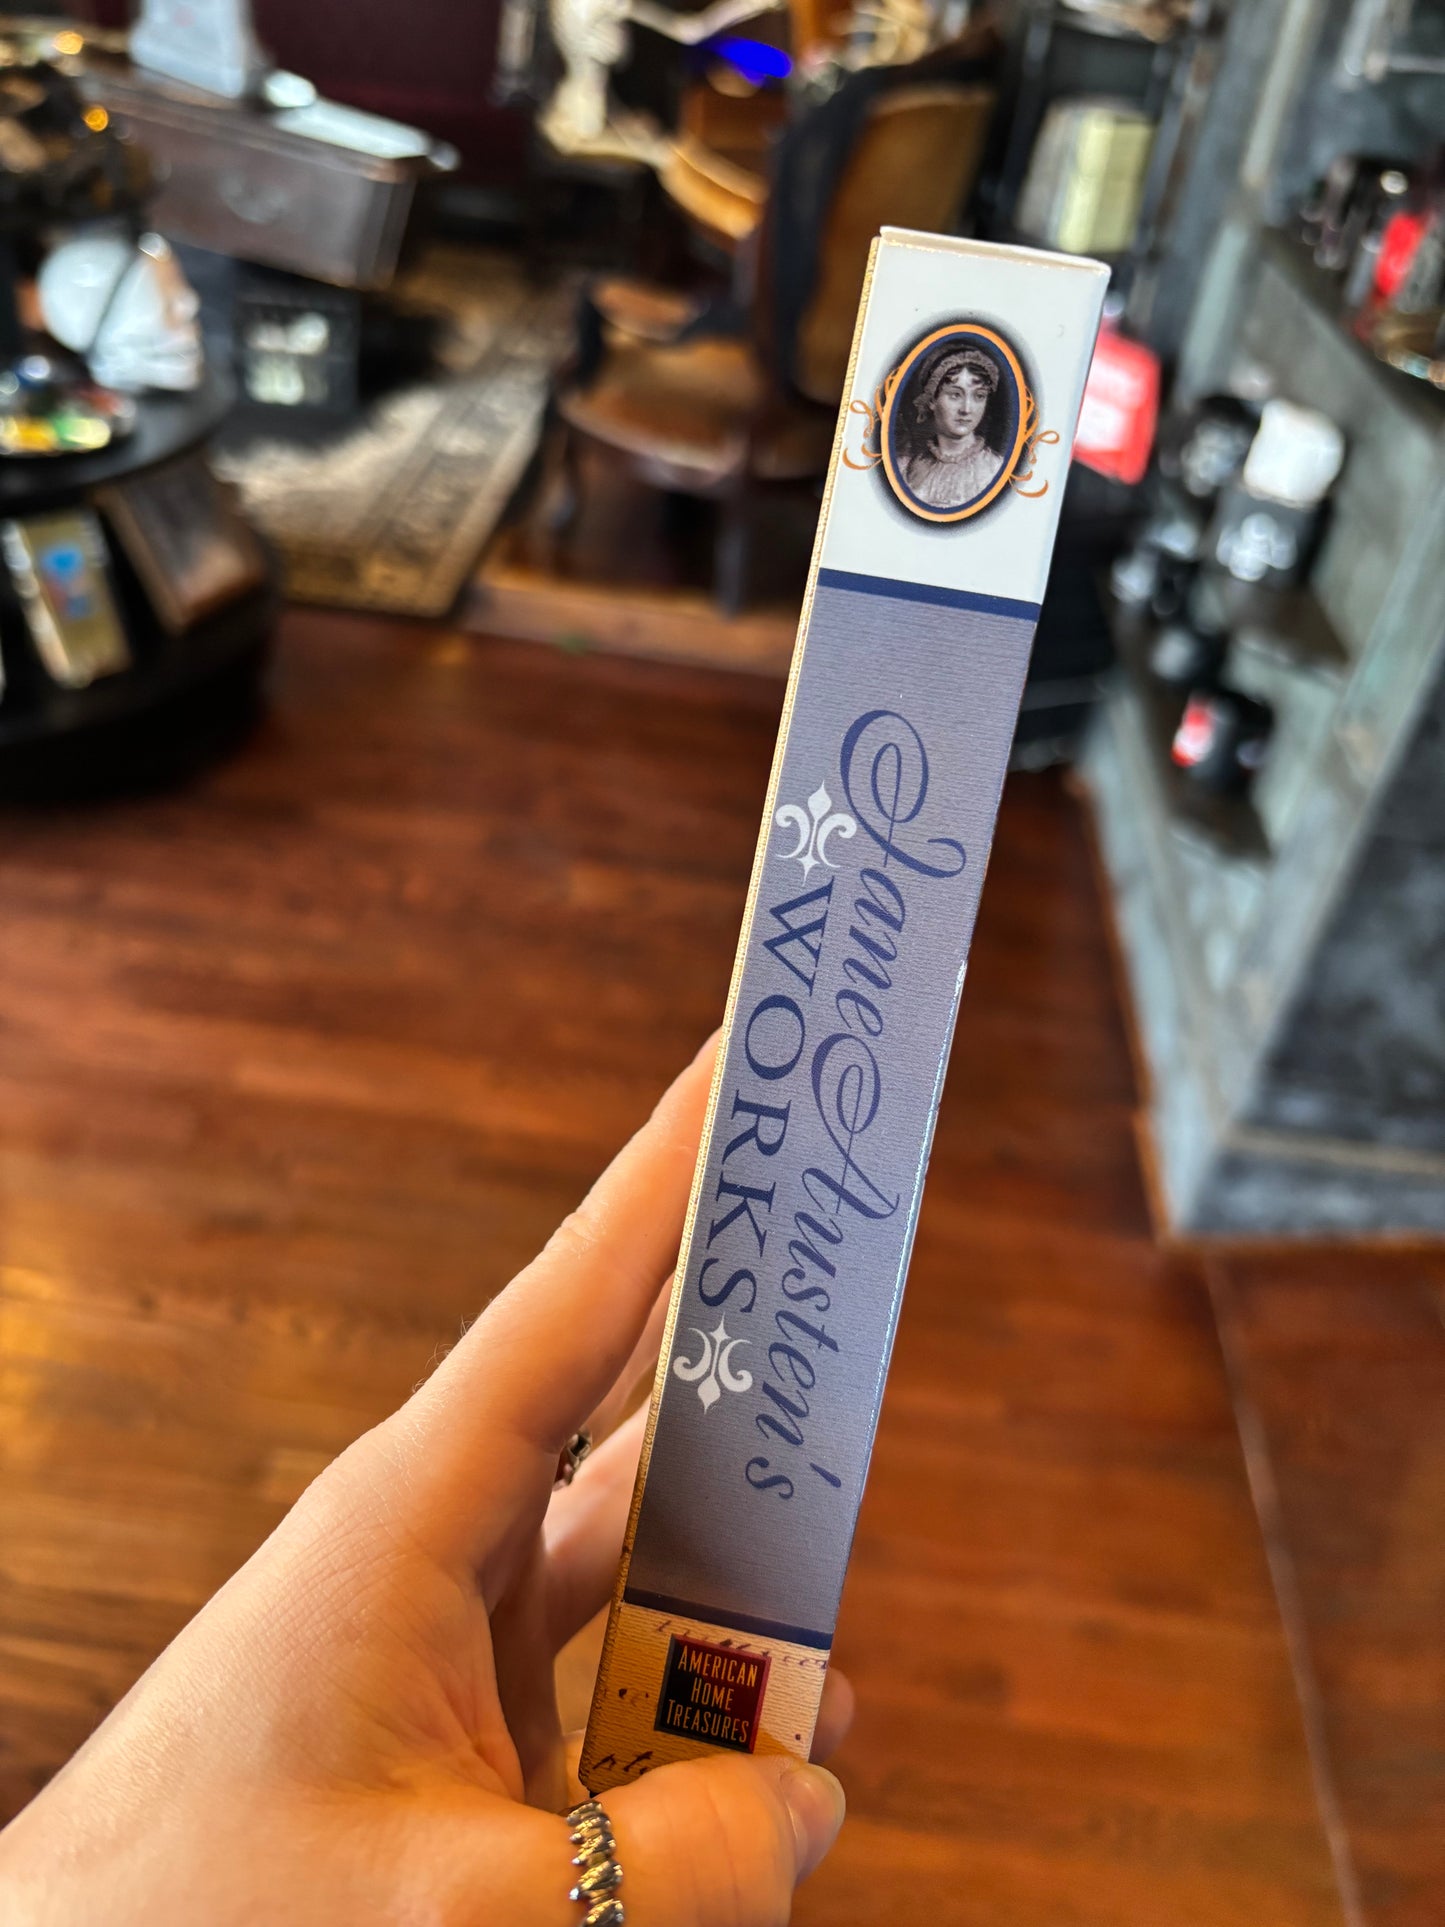 Jane Austen's
WORKS
AMERICAN
HOME
TREASURES